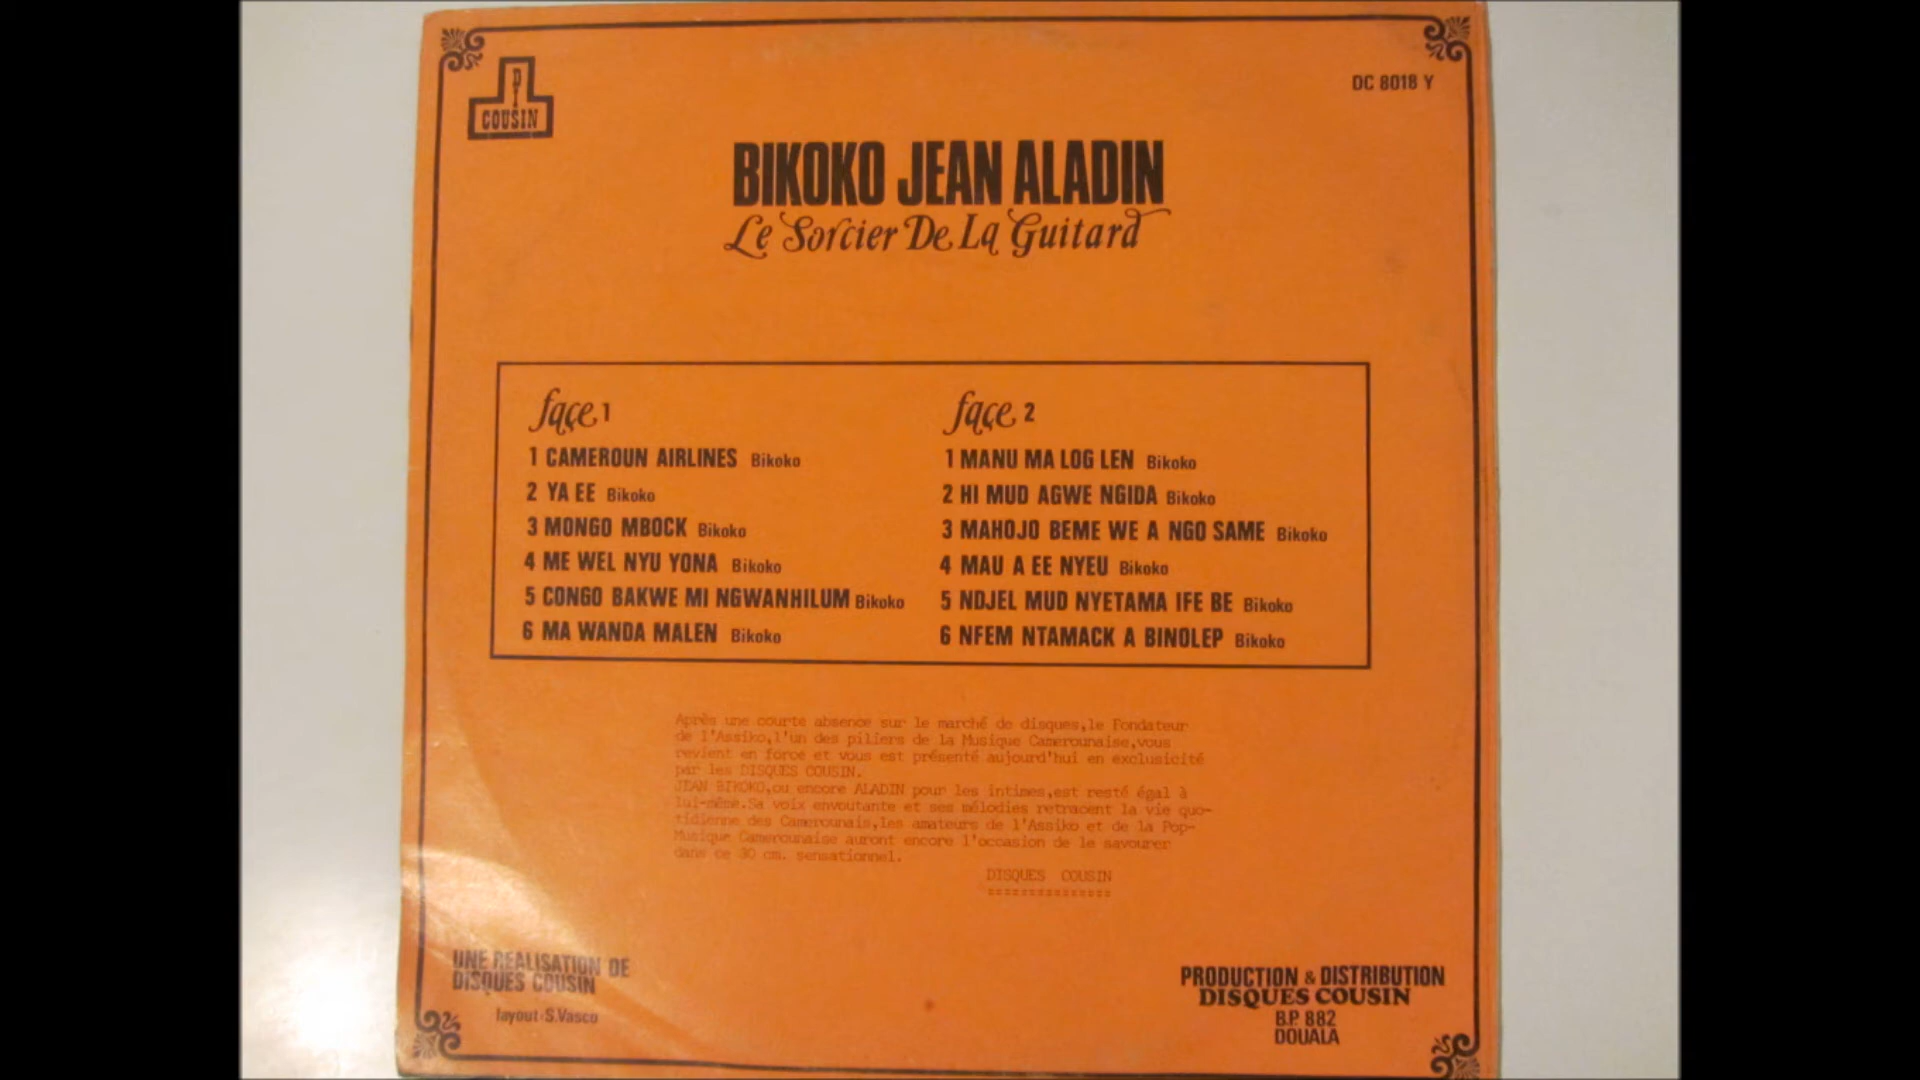 DI
COUSIN
DC 8018 Y
BIKOKO JEAN ALADIN
Le Sorcier De La Guitard
façe 1
1 CAMEROUN AIRLINES Bikoko
2 YA EE Bikoko
3 MONGO MBOCK Bikoko
4 ME WEL NYU YONA Bikoko
5 CONGO BAKWE MI NGWANHILUM Bikoko
6 MA WANDA MALEN Bikoko
façe 2
1 MANU MA LOG LEN Bikoko
2 HI MUD AGWE NGIDA Bikoko
3 MAHOJO BEME WE A NGO SAME Bikoko
4 MAU A EE NYEU Bikoko
5 NDJEL MUD NYETAMA IFE BE Bikoko
6 NFEM NTAMACK A BINOLEP Bikoko
Après une courte absence sur le marché de disques,le Fondateur
de l'Assiko,l'un des piliers de la Musique Camerounaise,vous
revient en force et vous est présenté aujourd'hui en exclusicité
par les DISQUES COUSIN.
JEAN BIKOKO,ou encore ALADIN pour les intimes,est resté égal à
lui-même.Sa voix envoutante et ses mélodies retracent la vie quo-
tidienne des Camerounais,les amateurs de l'Assiko et de la Pop-
Musique Camerounaise auront encore l'occasion de le savourer
dans ce 30 cm. sensationnel.
DISQUES COUSIN
UNE REALISATION DE
DISQUES COUSIN
layout-S.Vasco
PRODUCTION & DISTRIBUTION
DISQUES COUSIN
B.P. 882
DOUALA